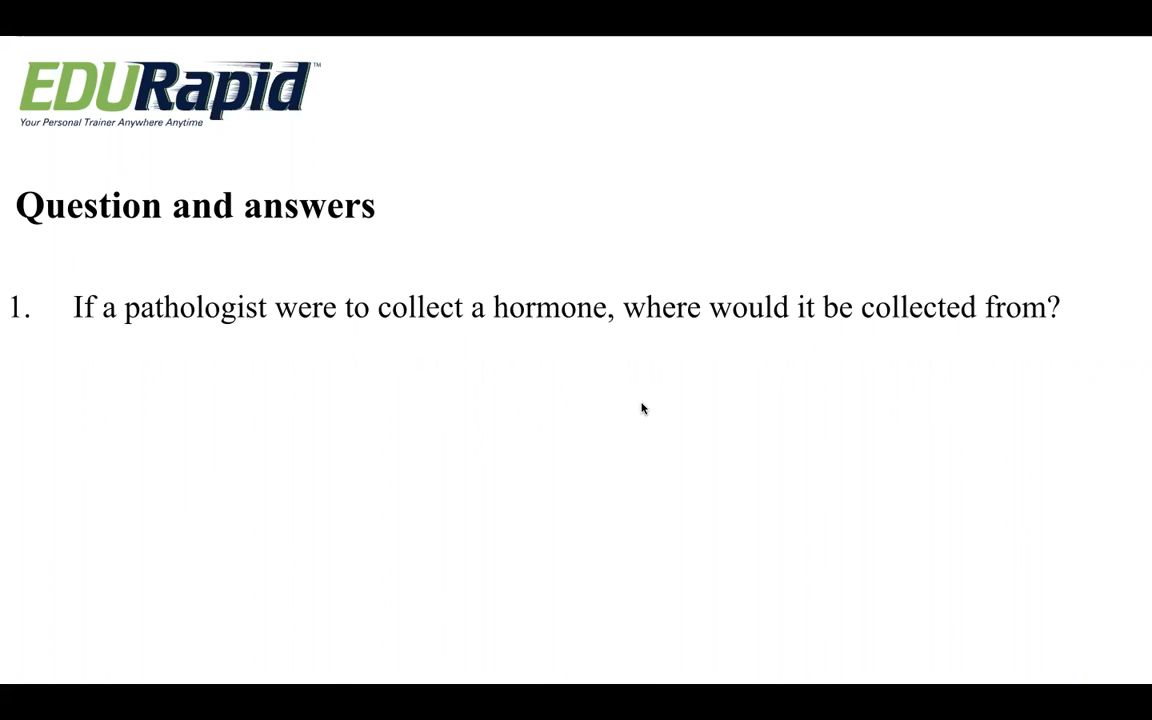 EDURapid™
Your Personal Trainer Anywhere Anytime
Question and answers
1. If a pathologist were to collect a hormone, where would it be collected from?